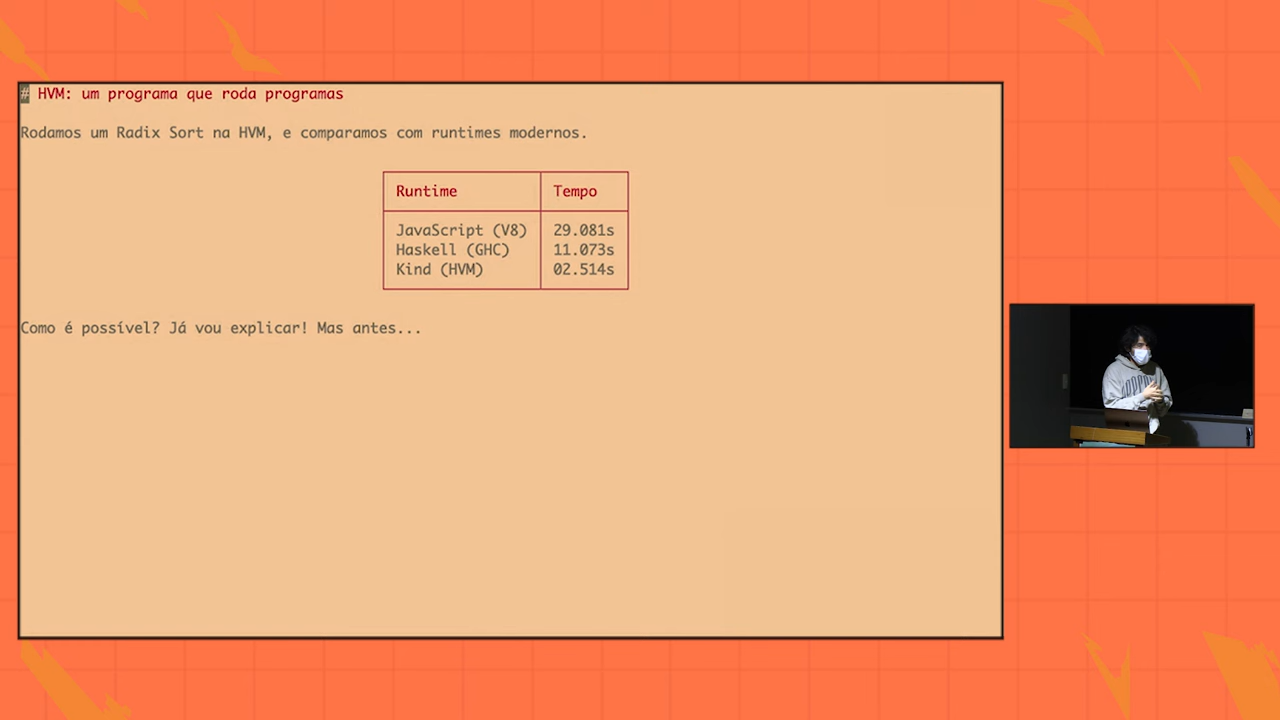 # HVM: um programa que roda programas
Rodamos um Radix Sort na HVM, e comparamos com runtimes modernos.
Runtime Tempo
JavaScript (V8) 29.081s
Haskell (GHC) 11.073s
Kind (HVM) 02.514s
Como é possível? Já vou explicar! Mas antes...